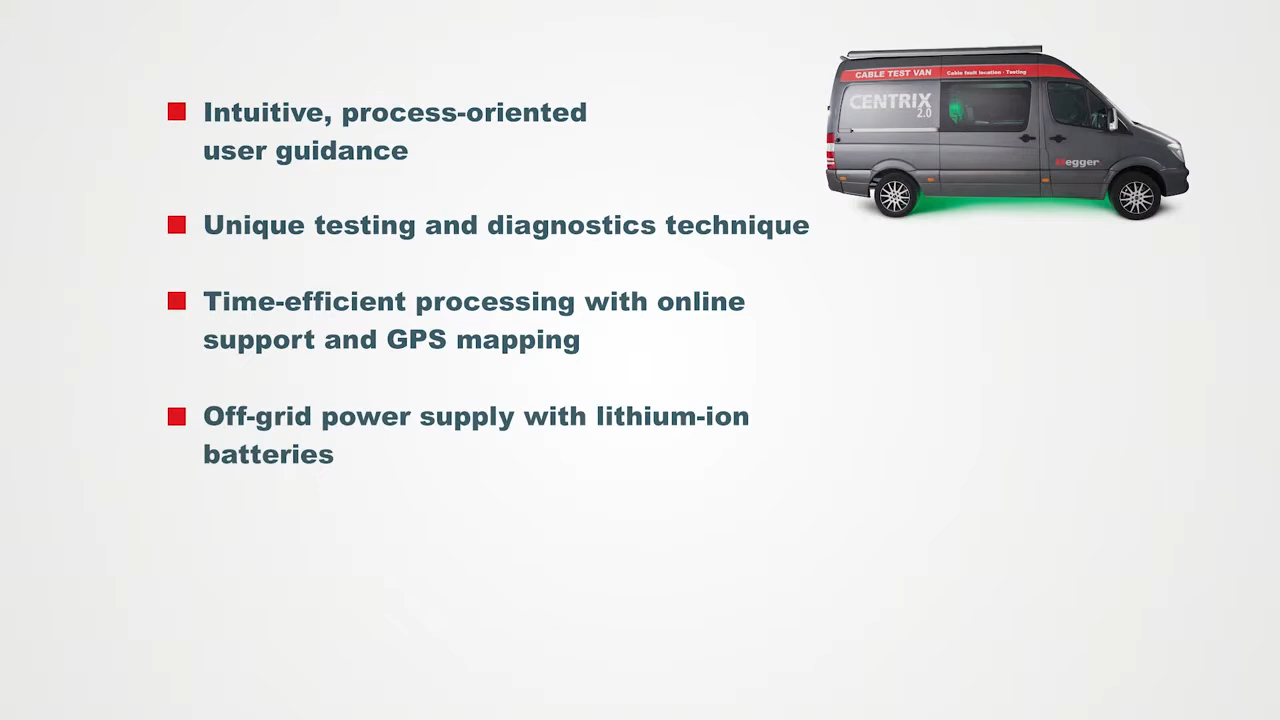 Intuitive, process-oriented
user guidance
Unique testing and diagnostics technique
Time-efficient processing with online
support and GPS mapping
Off-grid power supply with lithium-ion
batteries
CABLE TEST VAN
Cable fault location · Testing
CENTRIX
2.0
Megger